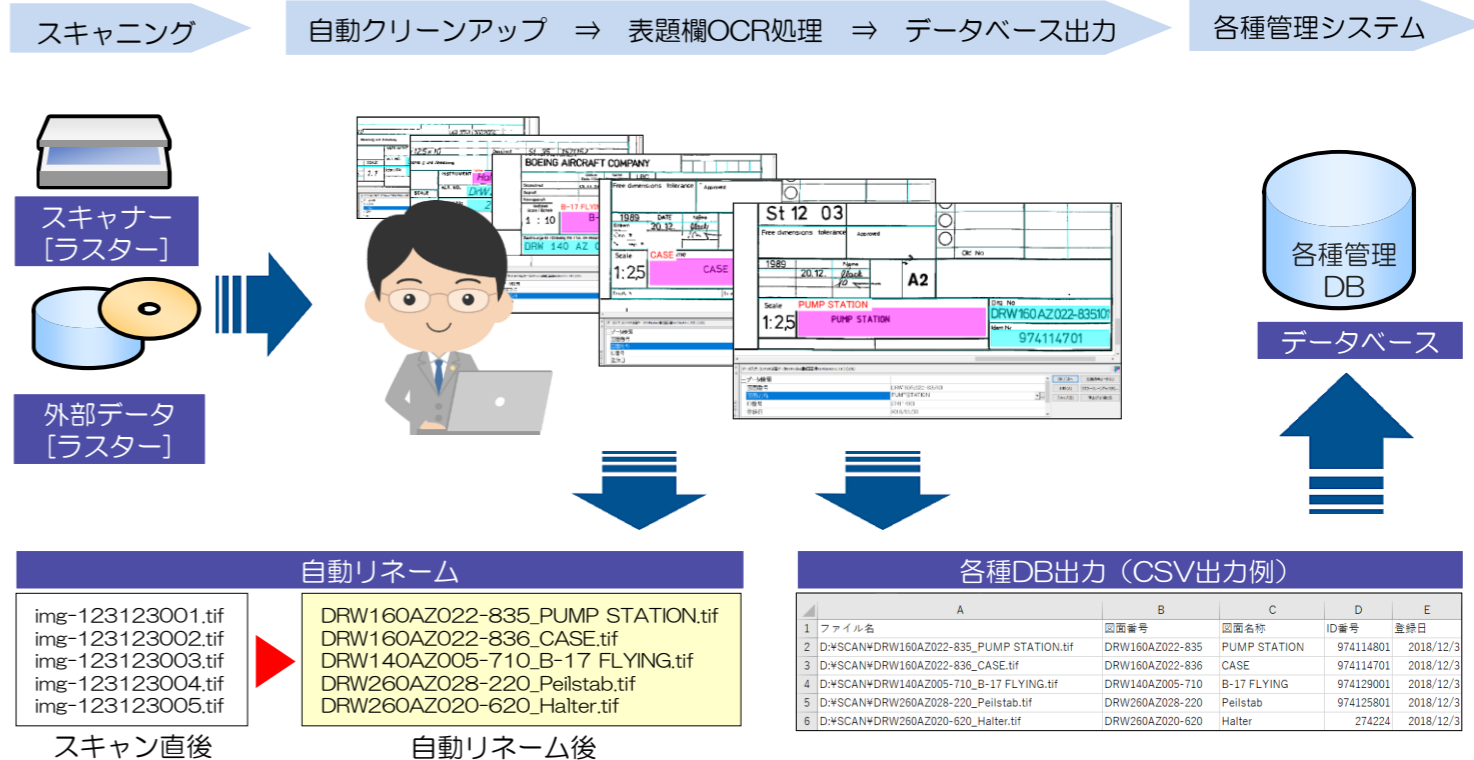 スキャニング
自動クリーンアップ ⇒ 表題欄OCR処理 ⇒ データベース出力
各種管理システム
スキャナー
[ラスター]
外部データ
[ラスター]
BOEING AIRCRAFT COMPANY
Free dimensions tolerance Approved
1989 DATE
20.12.
Scale
1:2,5
CASE
CASE
1 : 10
St 12 03
Free dimensions tolerance Approved
1989 Name
20.12. Black
A2
Scale PUMP STATION
1:2,5 PUMP STATION
DRW160AZ022-835101
Ident Nr
974114701
各種管理
DB
データベース
自動リネーム
img-123123001.tif
img-123123002.tif
img-123123003.tif
img-123123004.tif
img-123123005.tif
スキャン直後
DRW160AZ022-835_PUMP STATION.tif
DRW160AZ022-836_CASE.tif
DRW140AZ005-710_B-17 FLYING.tif
DRW260AZ028-220_Peilstab.tif
DRW260AZ020-620_Halter.tif
自動リネーム後
各種DB出力（CSV出力例）
A B C D E
1 ファイル名 図面番号 図面名称 ID番号 登録日
2 D:¥SCAN¥DRW160AZ022-835_PUMP STATION.tif DRW160AZ022-835 PUMP STATION 974114801 2018/12/3
3 D:¥SCAN¥DRW160AZ022-836_CASE.tif DRW160AZ022-836 CASE 974114701 2018/12/3
4 D:¥SCAN¥DRW140AZ005-710_B-17 FLYING.tif DRW140AZ005-710 B-17 FLYING 974129001 2018/12/3
5 D:¥SCAN¥DRW260AZ028-220_Peilstab.tif DRW260AZ028-220 Peilstab 974125801 2018/12/3
6 D:¥SCAN¥DRW260AZ020-620_Halter.tif DRW260AZ020-620 Halter 274224 2018/12/3